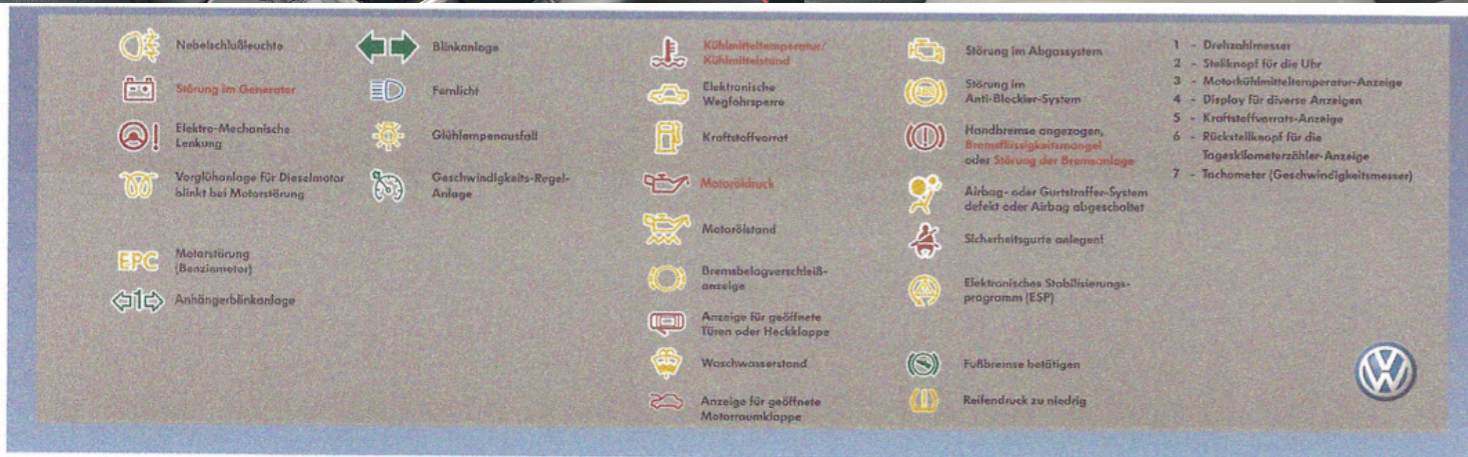 Nebelschlußleuchte
Störung im Generator
Elektro-Mechanische
Lenkung
Vorglühanlage für Dieselmotor
blinkt bei Motorstörung
EPC
Motorstörung
(Benzinmotor)
1
Anhängerblinkanlage
Blinkanlage
Fernlicht
Glühlampenausfall
Geschwindigkeits-Regel-
Anlage
Kühlmitteltemperatur/
Kühlmittelstand
Elektronische
Wegfahrsperre
Kraftstoffvorrat
Motoröldruck
Motorölstand
Bremsbelagverschleiß-
anzeige
Anzeige für geöffnete
Türen oder Heckklappe
Waschwasserstand
Anzeige für geöffnete
Motorraumklappe
Störung im Abgassystem
ABS
Störung im
Anti-Blockier-System
Handbremse angezogen,
Bremsflüssigkeitsmangel
oder Störung der Bremsanlage
Airbag- oder Gurtstraffer-System
defekt oder Airbag abgeschaltet
Sicherheitsgurte anlegen!
Elektronisches Stabilisierungs-
programm (ESP)
Fußbremse betätigen
Reifendruck zu niedrig
1 - Drehzahlmesser
2 - Stellknopf für die Uhr
3 - Motorkühlmitteltemperatur-Anzeige
4 - Display für diverse Anzeigen
5 - Kraftstoffvorrats-Anzeige
6 - Rückstellknopf für die
Tageskilometerzähler-Anzeige
7 - Tachometer (Geschwindigkeitsmesser)
VW